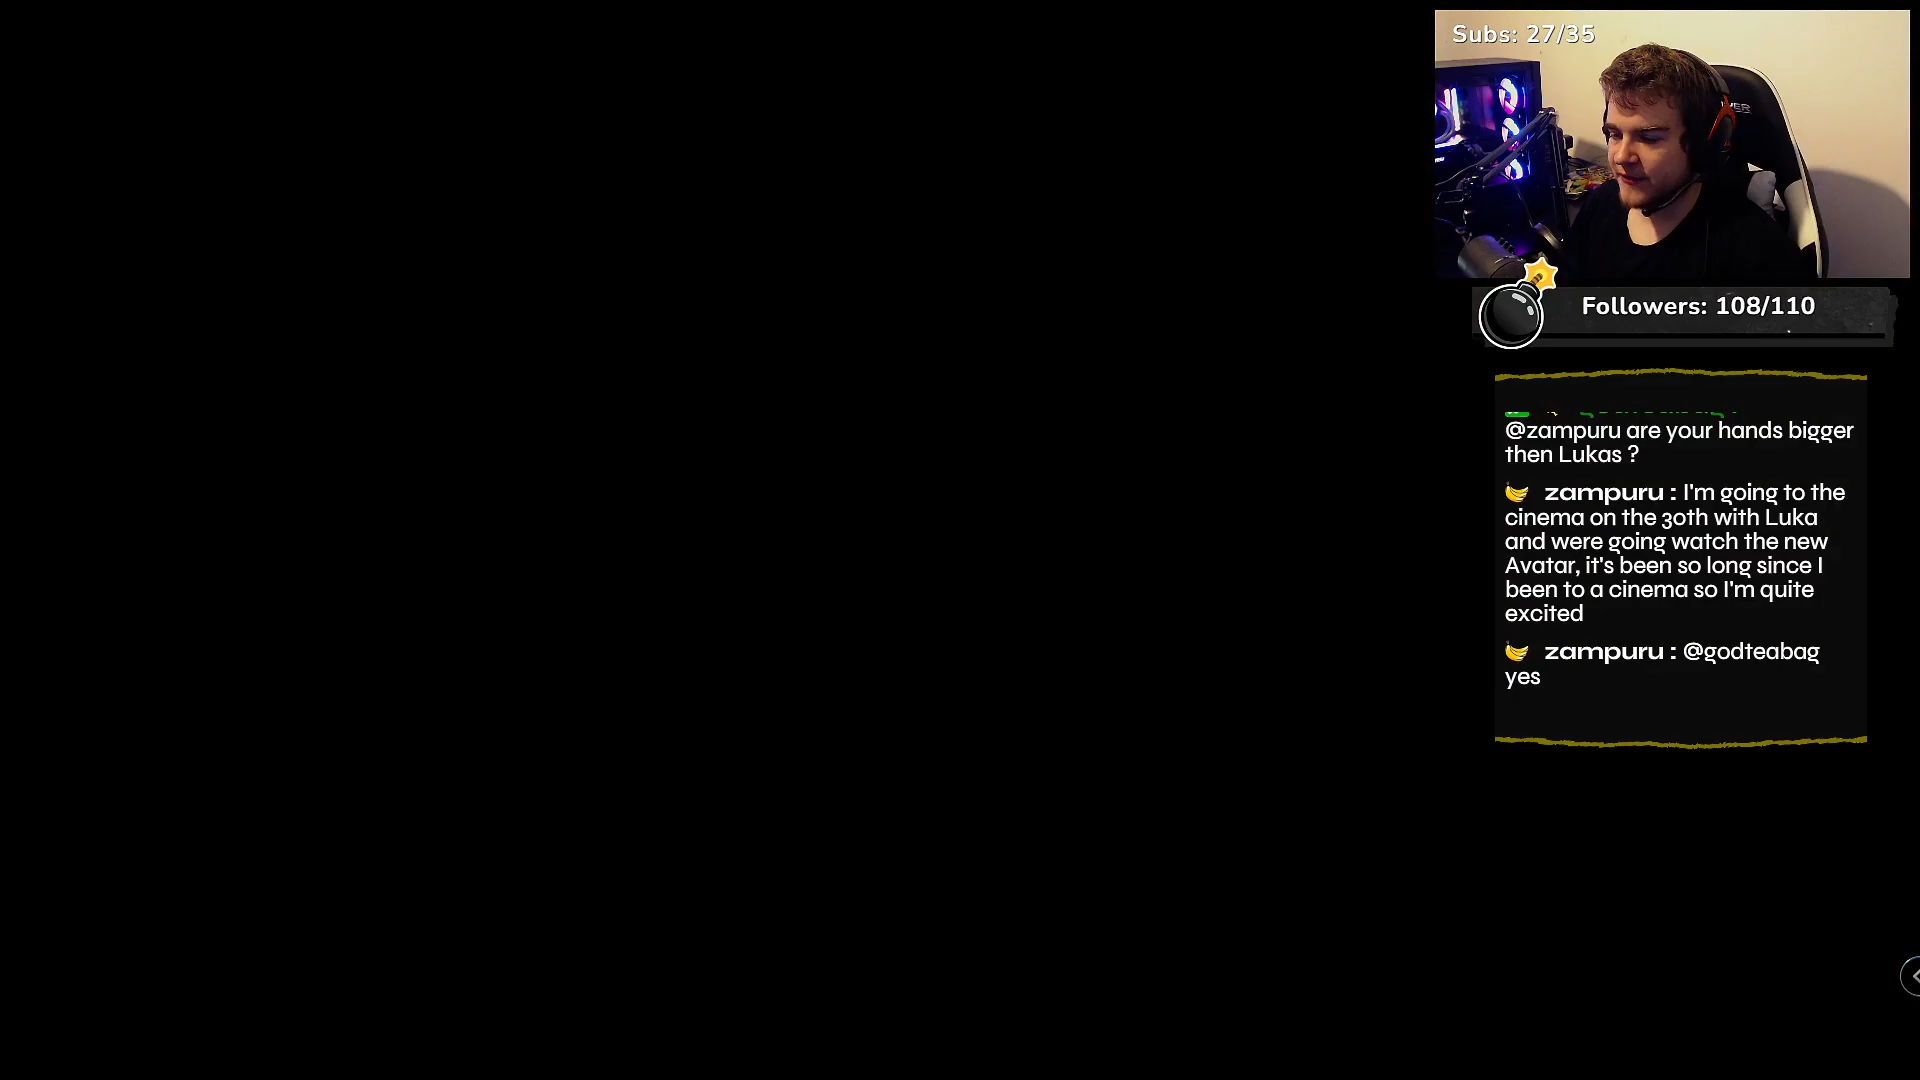 Subs: 27/35
Followers: 108/110
@zampuru are your hands bigger
then Lukas ?
zampuru : I'm going to the
cinema on the 30th with Luka
and were going watch the new
Avatar, it's been so long since I
been to a cinema so I'm quite
excited
zampuru : @godteabag
yes